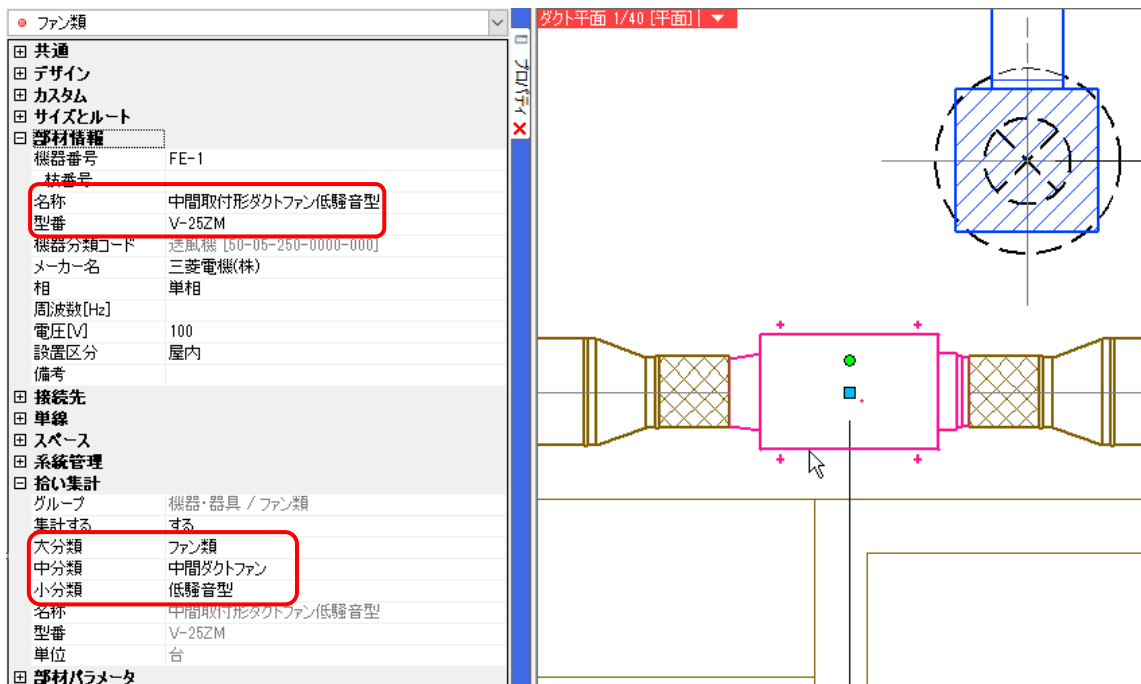 ファン類
共通
デザイン
カスタム
サイズとルート
部材情報
機器番号 FE-1
枝番号
名称 中間取付形ダクトファン低騒音型
型番 V-25ZM
機器分類コード 送風機 [50-05-250-0000-000]
メーカー名 三菱電機(株)
相 単相
周波数[Hz]
電圧[V] 100
設置区分 屋内
備考
接続先
単線
スペース
系統管理
拾い集計
グループ 機器・器具 / ファン類
集計する する
大分類 ファン類
中分類 中間ダクトファン
小分類 低騒音型
名称 中間取付形ダクトファン低騒音型
型番 V-25ZM
単位 台
部材パラメータ
プロパティ
ダクト平面 1/40 [平面]